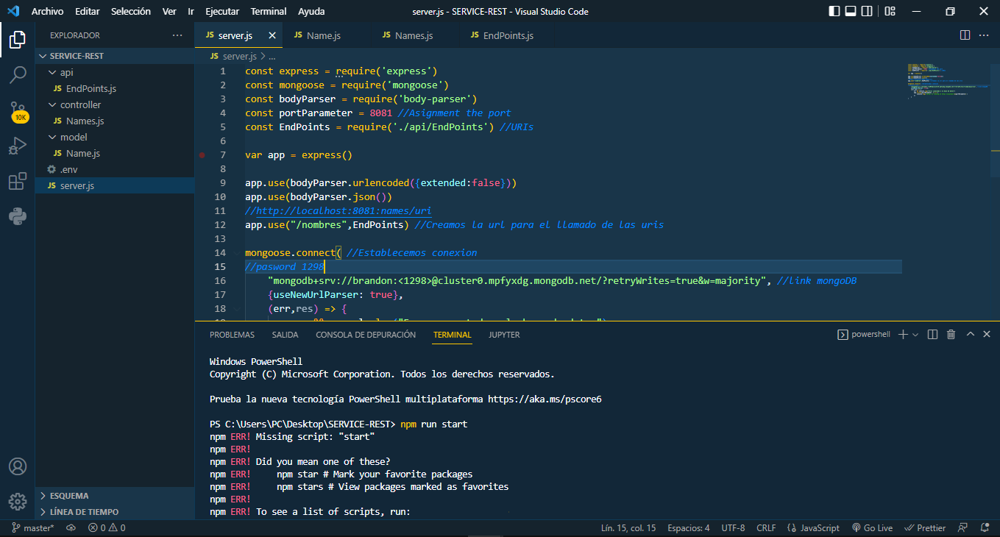 Archivo Editar Selección Ver Ir Ejecutar Terminal Ayuda server.js - SERVICE-REST - Visual Studio Code
EXPLORADOR
SERVICE-REST
api
JS EndPoints.js
controller
JS Names.js
model
JS Name.js
.env
JS server.js
10K
ESQUEMA
LÍNEA DE TIEMPO
JS server.js JS Name.js JS Names.js JS EndPoints.js
JS server.js > ...
1 const express = require('express')
2 const mongoose = require('mongoose')
3 const bodyParser = require('body-parser')
4 const portParameter = 8081 //Asignment the port
5 const EndPoints = require('./api/EndPoints') //URIs
6
7 var app = express()
8
9 app.use(bodyParser.urlencoded({extended:false}))
10 app.use(bodyParser.json())
11 //http://localhost:8081:names/uri
12 app.use("/nombres",EndPoints) //Creamos la url para el llamado de las uris
13
14 mongoose.connect( //Establecemos conexion
15 //pasword 1298
16 "mongodb+srv://brandon:<1298>@cluster0.mpfyxdg.mongodb.net/?retryWrites=true&w=majority", //link mongoDB
17 {useNewUrlParser: true},
18 (err,res) => {
PROBLEMAS SALIDA CONSOLA DE DEPURACIÓN TERMINAL JUPYTER powershell
Windows PowerShell
Copyright (C) Microsoft Corporation. Todos los derechos reservados.
Prueba la nueva tecnología PowerShell multiplataforma https://aka.ms/pscore6
PS C:\Users\PC\Desktop\SERVICE-REST> npm run start
npm ERR! Missing script: "start"
npm ERR!
npm ERR! Did you mean one of these?
npm ERR! npm star # Mark your favorite packages
npm ERR! npm stars # View packages marked as favorites
npm ERR!
npm ERR! To see a list of scripts, run:
master* 0 0 Lín. 15, col. 15 Espacios: 4 UTF-8 CRLF JavaScript Go Live Prettier